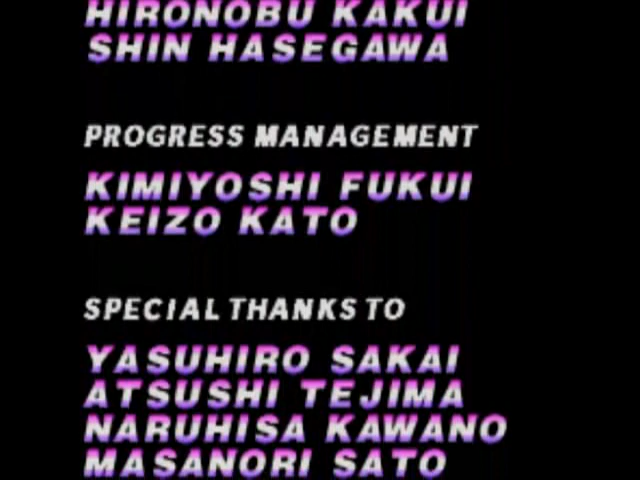 HIRONOBU KAKUI
SHIN HASEGAWA
PROGRESS MANAGEMENT
KIMIYOSHI FUKUI
KEIZO KATO
SPECIAL THANKS TO
YASUHIRO SAKAI
ATSUSHI TEJIMA
NARUHISA KAWANO
MASANORI SATO